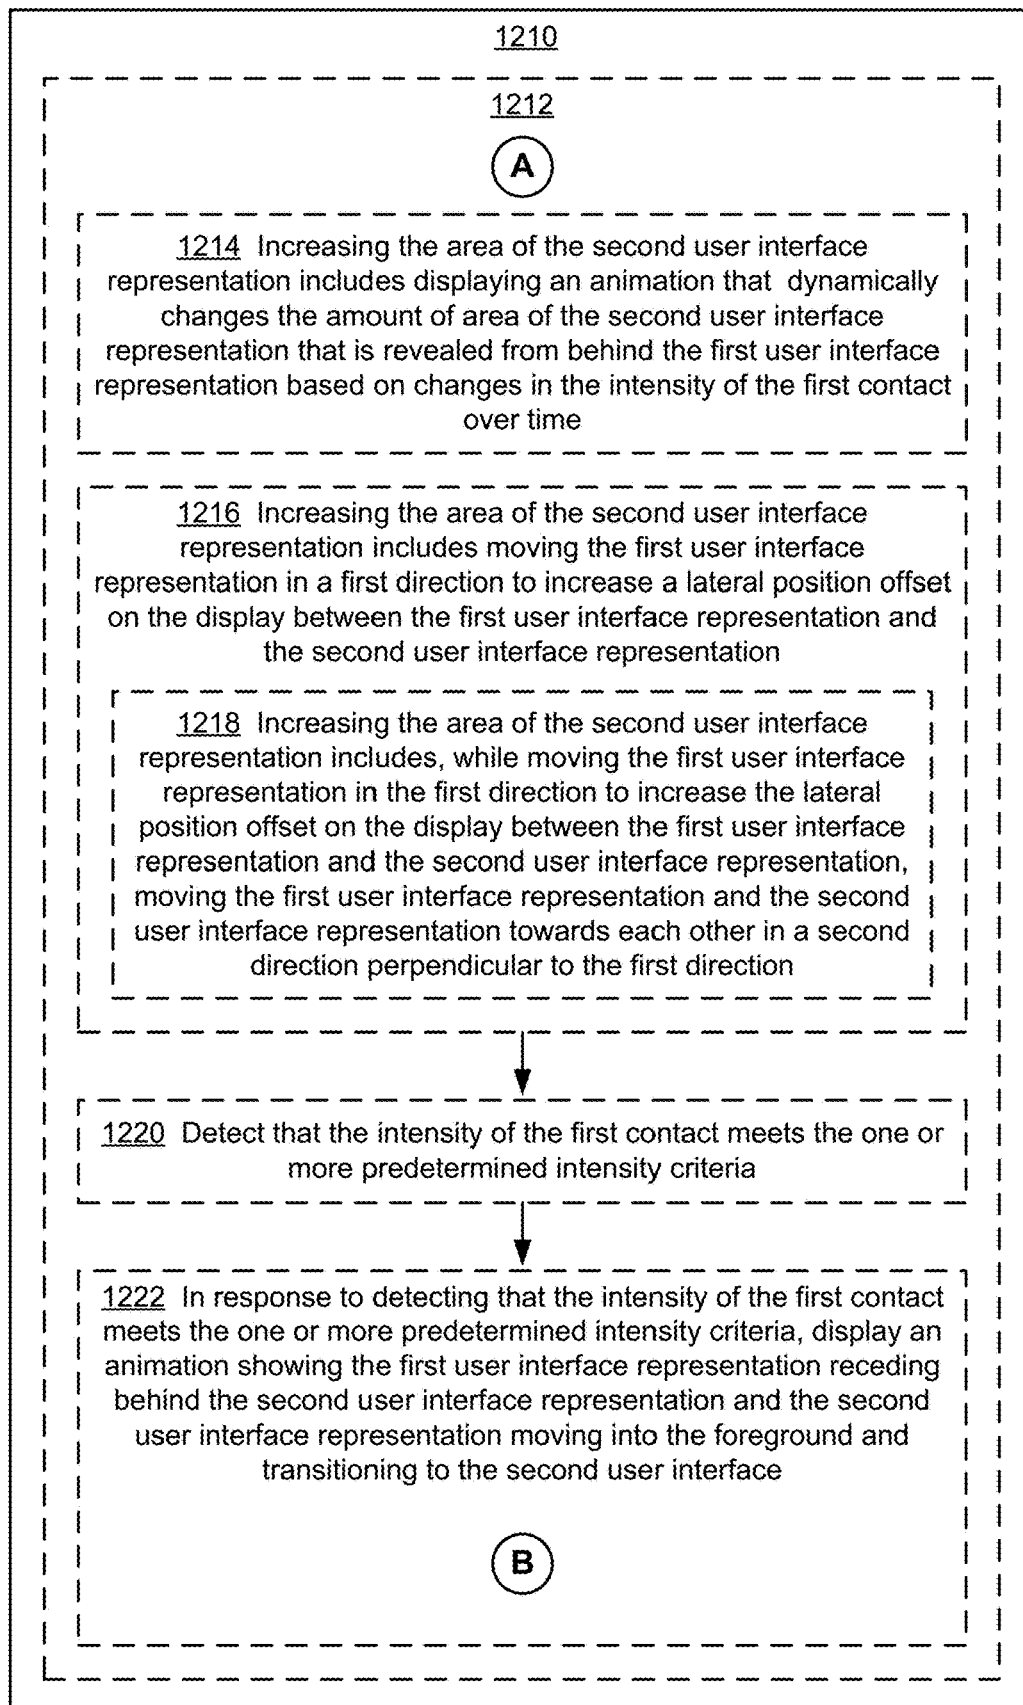 1210
1212
A
1214 Increasing the area of the second user interface
representation includes displaying an animation that dynamically
changes the amount of area of the second user interface
representation that is revealed from behind the first user interface
representation based on changes in the intensity of the first contact
over time
1216 Increasing the area of the second user interface
representation includes moving the first user interface
representation in a first direction to increase a lateral position offset
on the display between the first user interface representation and
the second user interface representation
1218 Increasing the area of the second user interface
representation includes, while moving the first user interface
representation in the first direction to increase the lateral
position offset on the display between the first user interface
representation and the second user interface representation,
moving the first user interface representation and the second
user interface representation towards each other in a second
direction perpendicular to the first direction
1220 Detect that the intensity of the first contact meets the one or
more predetermined intensity criteria
1222 In response to detecting that the intensity of the first contact
meets the one or more predetermined intensity criteria, display an
animation showing the first user interface representation receding
behind the second user interface representation and the second
user interface representation moving into the foreground and
transitioning to the second user interface
B